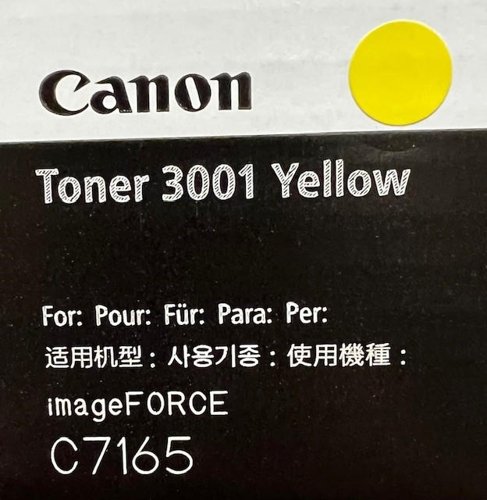 Canon
Toner 3001 Yellow
For: Pour: Für: Para: Per:
适用机型 : 사용기종 : 使用機種 :
imageFORCE
C7165